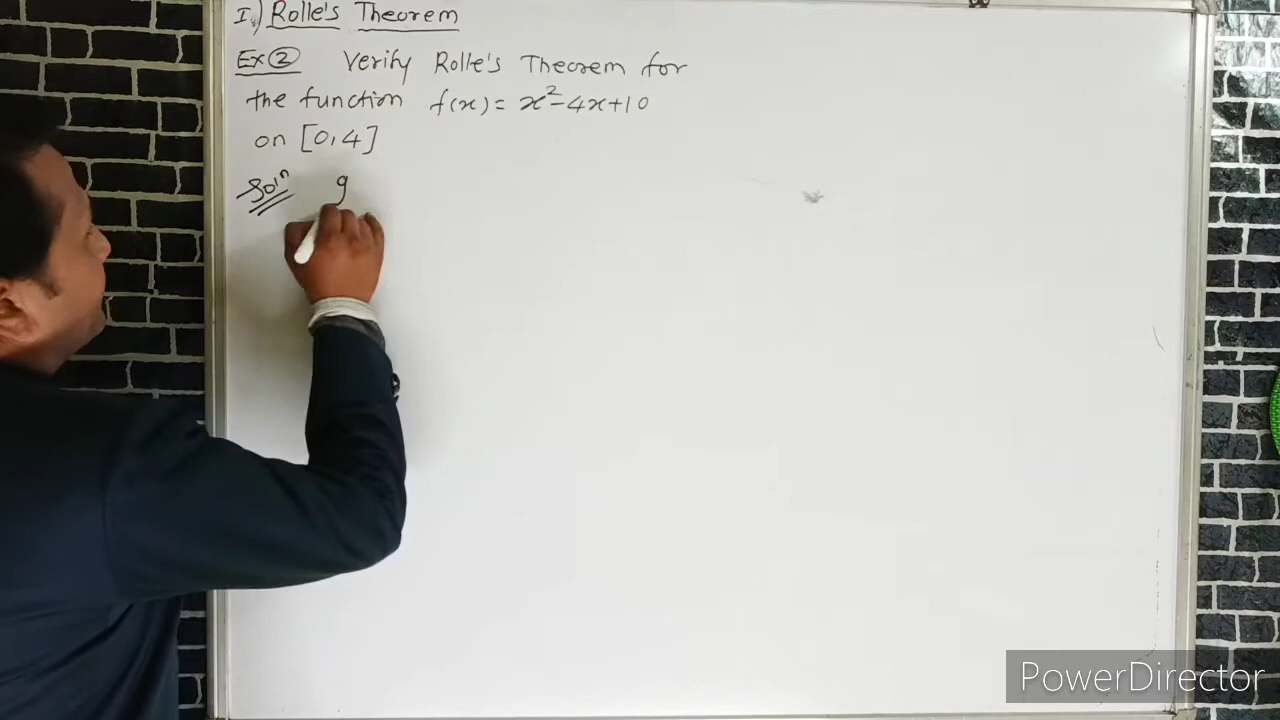 I.) Rolle's Theorem
Ex② Verify Rolle's Theorem for
the function f(x) = x²-4x+10
on [0,4]
Solⁿ g
PowerDirector